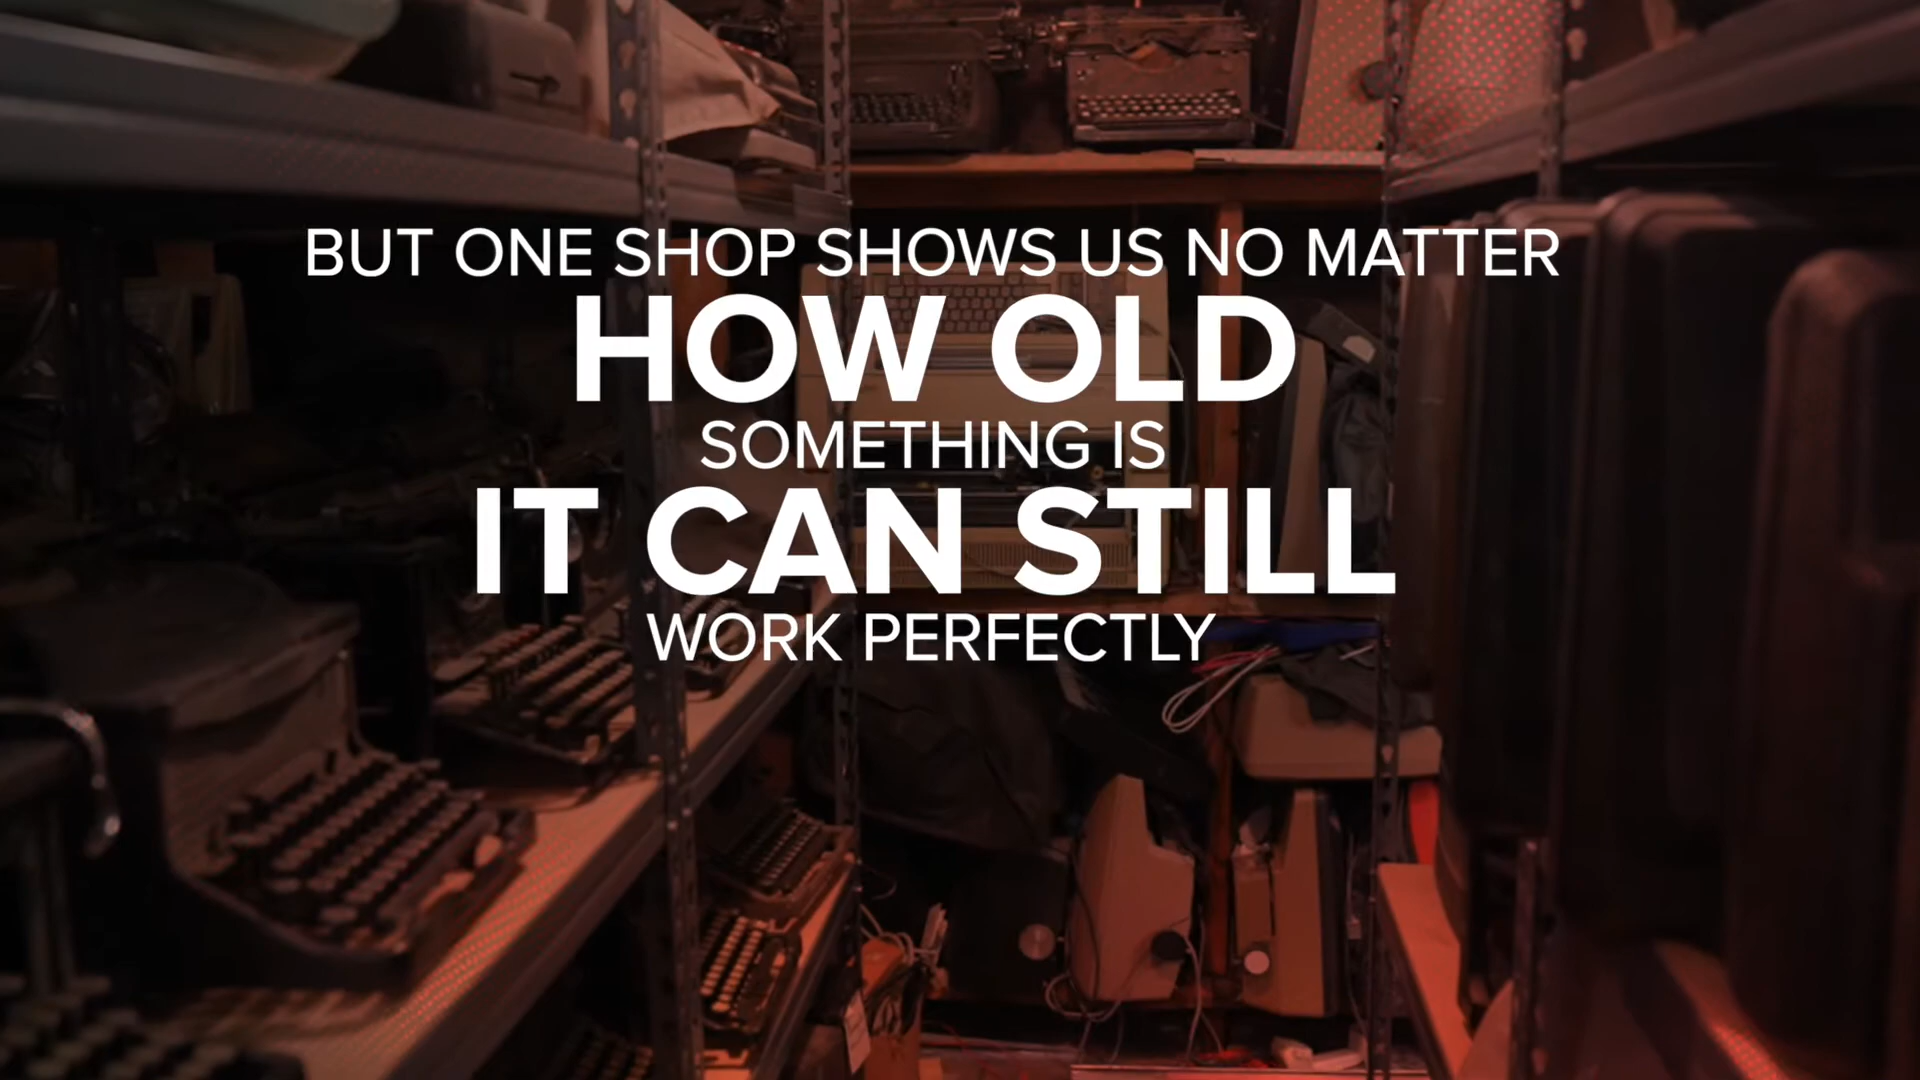 BUT ONE SHOP SHOWS US NO MATTER
HOW OLD
SOMETHING IS
IT CAN STILL
WORK PERFECTLY